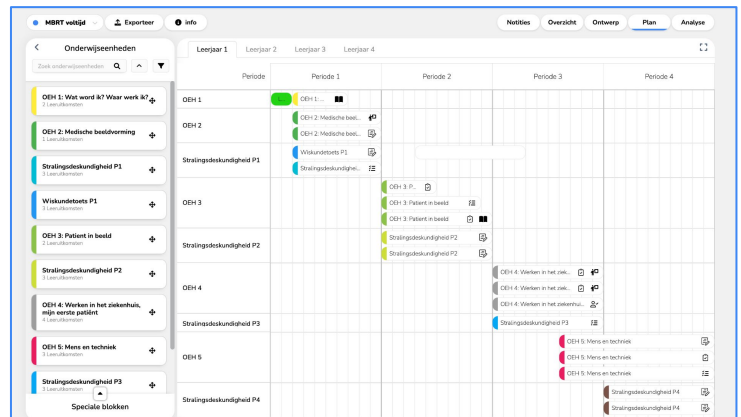 MBRT voltijd
Exporteer
info
Notities
Overzicht
Ontwerp
Plan
Analyse
Onderwijseenheden
Zoek onderwijseenheden
OEH 1: Wat word ik? Waar werk ik?
2 Leeruitkomsten
OEH 2: Medische beeldvorming
1 Leeruitkomsten
Stralingsdeskundigheid P1
3 Leeruitkomsten
Wiskundetoets P1
3 Leeruitkomsten
OEH 3: Patient in beeld
2 Leeruitkomsten
Stralingsdeskundigheid P2
3 Leeruitkomsten
OEH 4: Werken in het ziekenhuis,
mijn eerste patiënt
4 Leeruitkomsten
OEH 5: Mens en techniek
3 Leeruitkomsten
Stralingsdeskundigheid P3
3 Leeruitkomsten
Speciale blokken
Leerjaar 1
Leerjaar 2
Leerjaar 3
Leerjaar 4
Periode
Periode 1
Periode 2
Periode 3
Periode 4
OEH 1
OEH 1: ...
OEH 2
OEH 2: Medische beel...
OEH 2: Medische beel...
Stralingsdeskundigheid P1
Wiskundetoets P1
Stralingsdeskundighei...
OEH 3
OEH 3: P...
OEH 3: Patient in beeld
OEH 3: Patient in beeld
Stralingsdeskundigheid P2
Stralingsdeskundigheid P2
Stralingsdeskundigheid P2
OEH 4
OEH 4: Werken in het ziek...
OEH 4: Werken in het ziek...
OEH 4: Werken in het ziekenhui...
Stralingsdeskundigheid P3
Stralingsdeskundigheid P3
OEH 5
OEH 5: Mens en techniek
OEH 5: Mens en techniek
OEH 5: Mens en techniek
Stralingsdeskundigheid P4
Stralingsdeskundigheid P4
Stralingsdeskundigheid P4